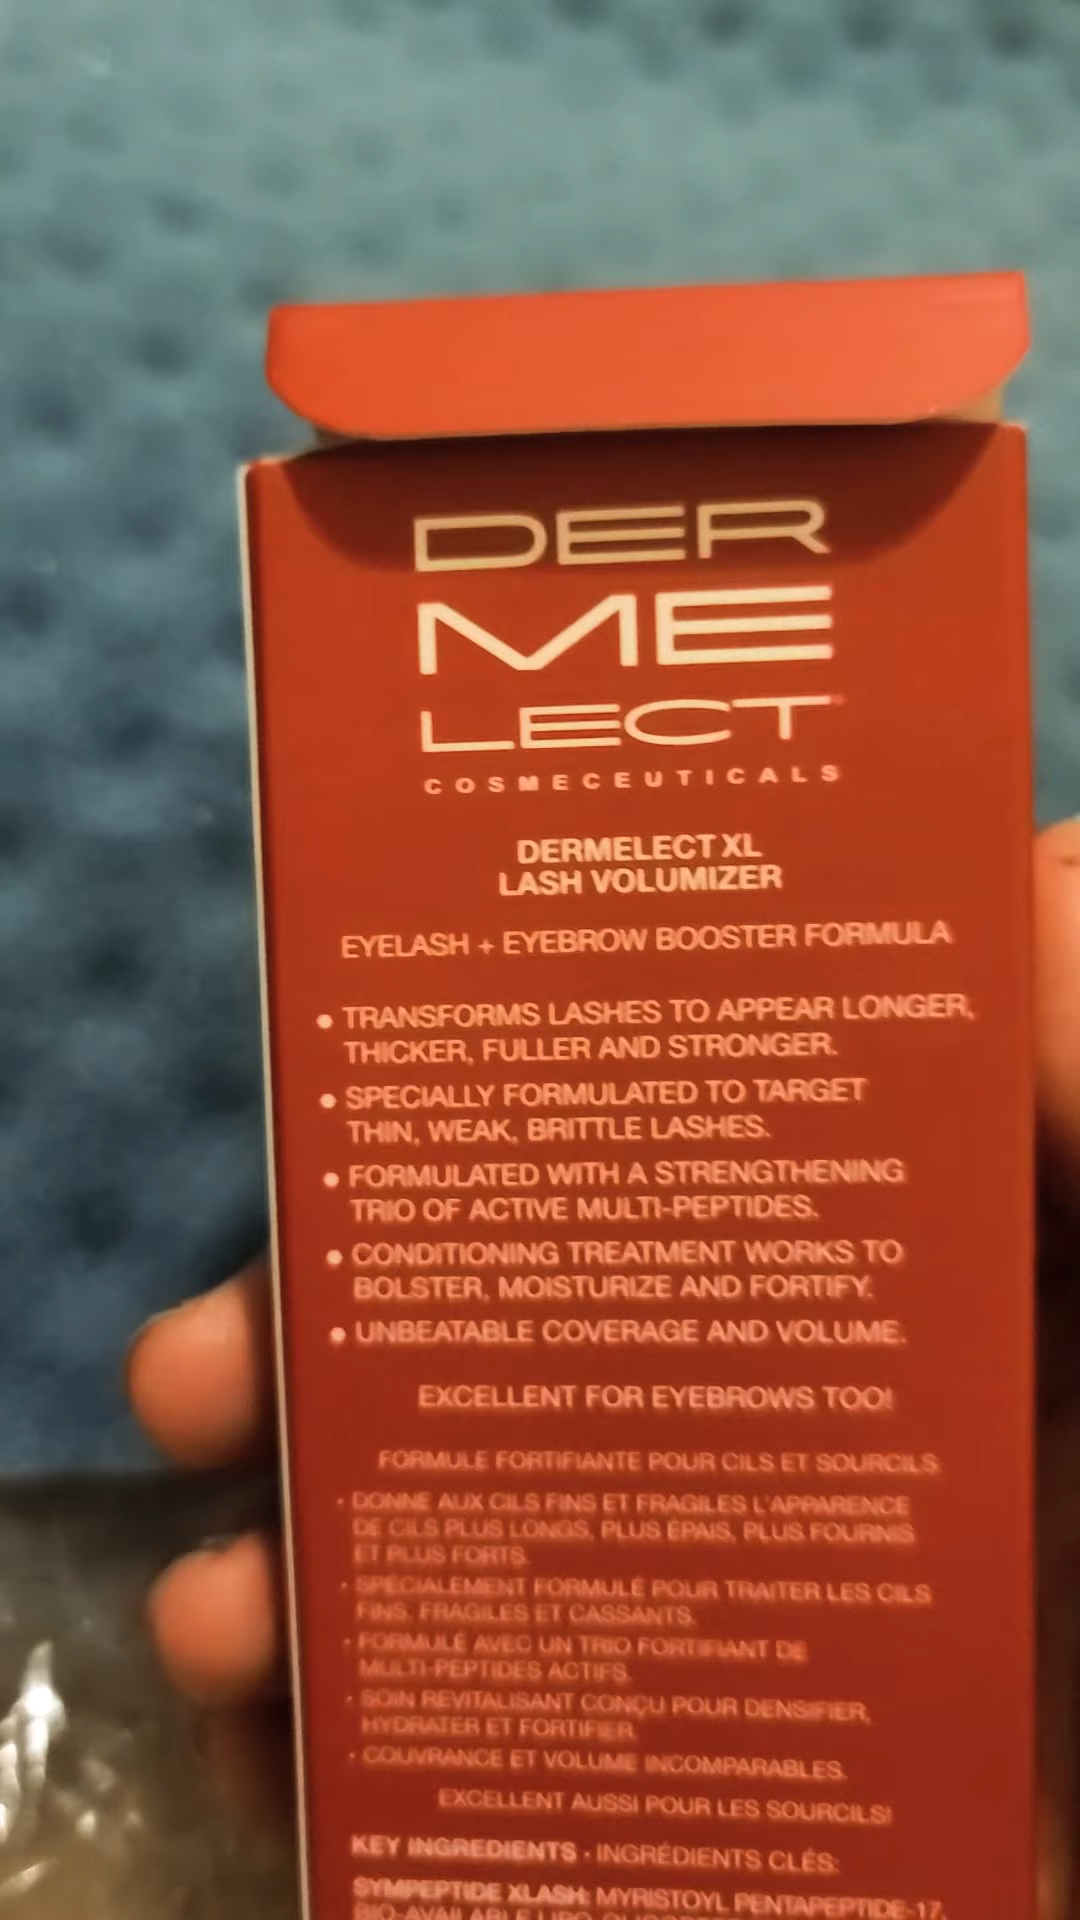 DER
ME
LECT
COSMECEUTICALS
DERMELECT XL
LASH VOLUMIZER
EYELASH + EYEBROW BOOSTER FORMULA
• TRANSFORMS LASHES TO APPEAR LONGER,
THICKER, FULLER AND STRONGER.
• SPECIALLY FORMULATED TO TARGET
THIN, WEAK, BRITTLE LASHES.
• FORMULATED WITH A STRENGTHENING
TRIO OF ACTIVE MULTI-PEPTIDES.
• CONDITIONING TREATMENT WORKS TO
BOLSTER, MOISTURIZE AND FORTIFY.
• UNBEATABLE COVERAGE AND VOLUME.
EXCELLENT FOR EYEBROWS TOO!
FORMULE FORTIFIANTE POUR CILS ET SOURCILS
• DONNE AUX CILS FINS ET FRAGILES L'APPARENCE
DE CILS PLUS LONGS, PLUS ÉPAIS, PLUS FOURNIS
ET PLUS FORTS.
• SPÉCIALEMENT FORMULÉ POUR TRAITER LES CILS
FINS, FRAGILES ET CASSANTS.
• FORMULÉ AVEC UN TRIO FORTIFIANT DE
MULTI-PEPTIDES ACTIFS.
• SOIN REVITALISANT CONÇU POUR DENSIFIER,
HYDRATER ET FORTIFIER.
• COUVRANCE ET VOLUME INCOMPARABLES.
EXCELLENT AUSSI POUR LES SOURCILS!
KEY INGREDIENTS · INGRÉDIENTS CLÉS:
SYMPEPTIDE XLASH: MYRISTOYL PENTAPEPTIDE-17,